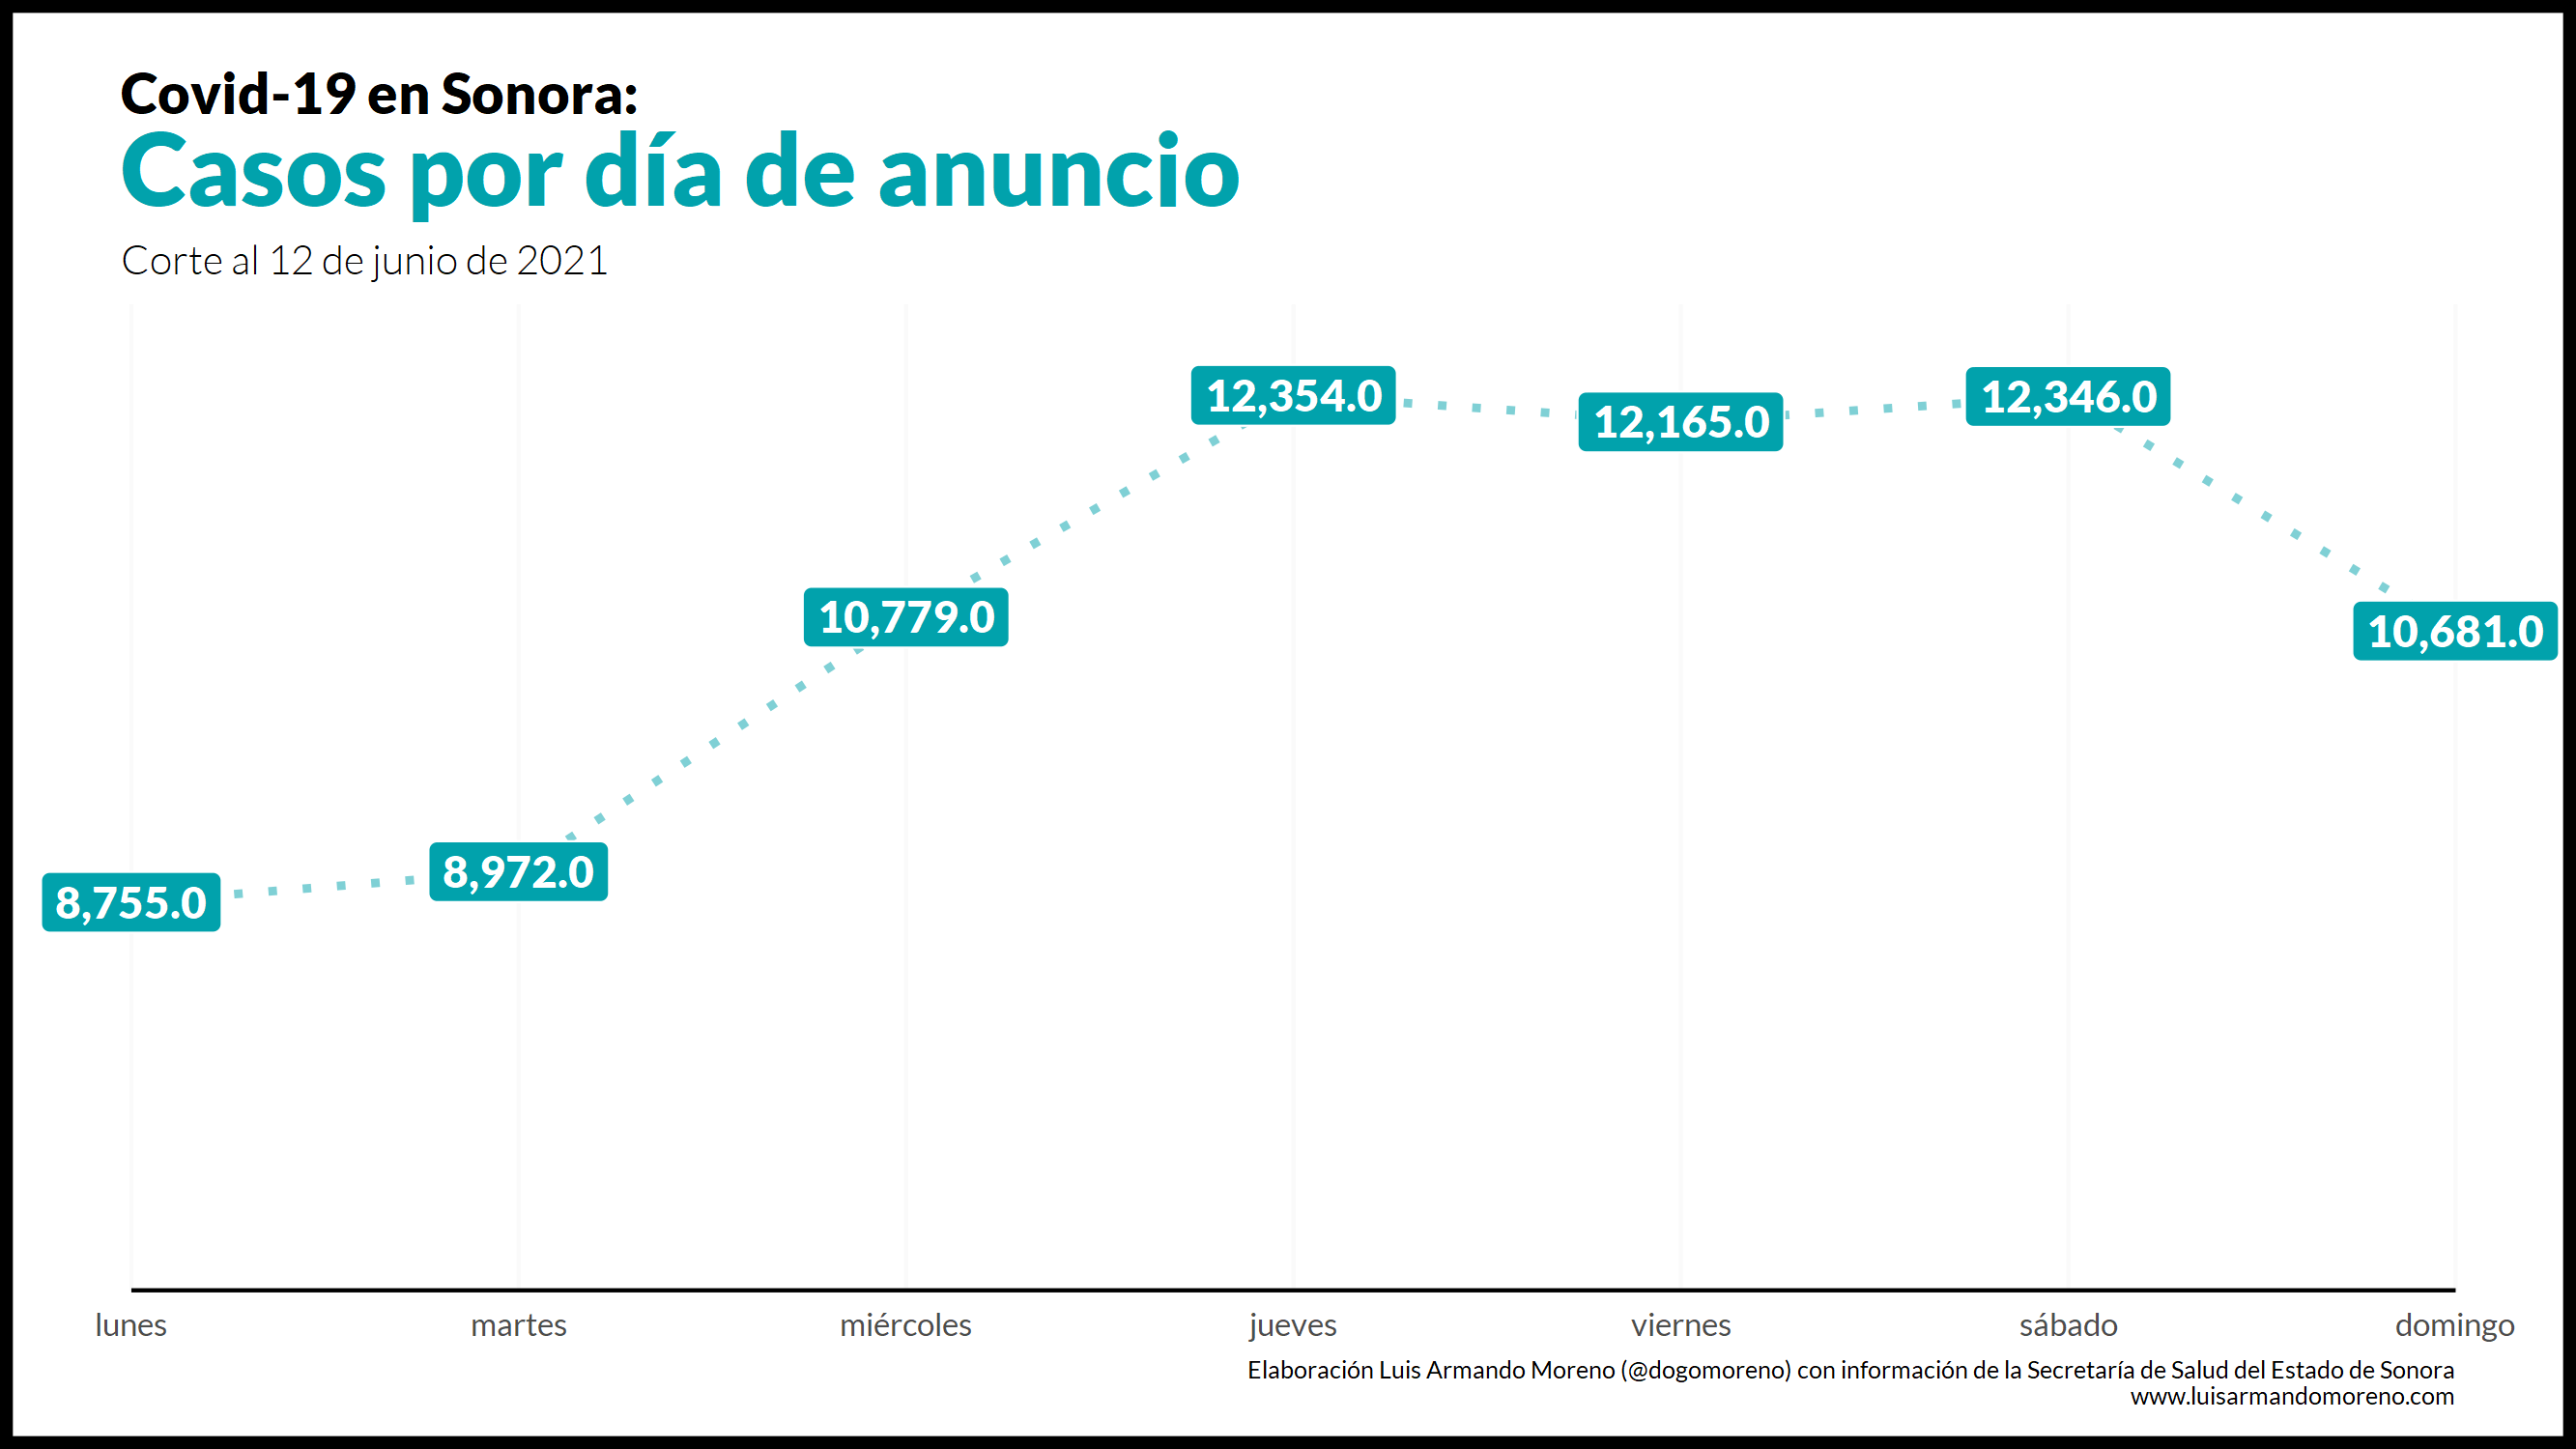 Covid-19 en Sonora:
Casos por día de anuncio
Corte al 12 de junio de 2021
12,354.0
12,346.0
12,165.0
10,779.0
10,681.0
8,972.0
8,755.0
lunes martes miércoles jueves viernes sábado domingo
Elaboración Luis Armando Moreno (@dogomoreno) con información de la Secretaría de Salud del Estado de Sonora
www.luisarmandomoreno.com